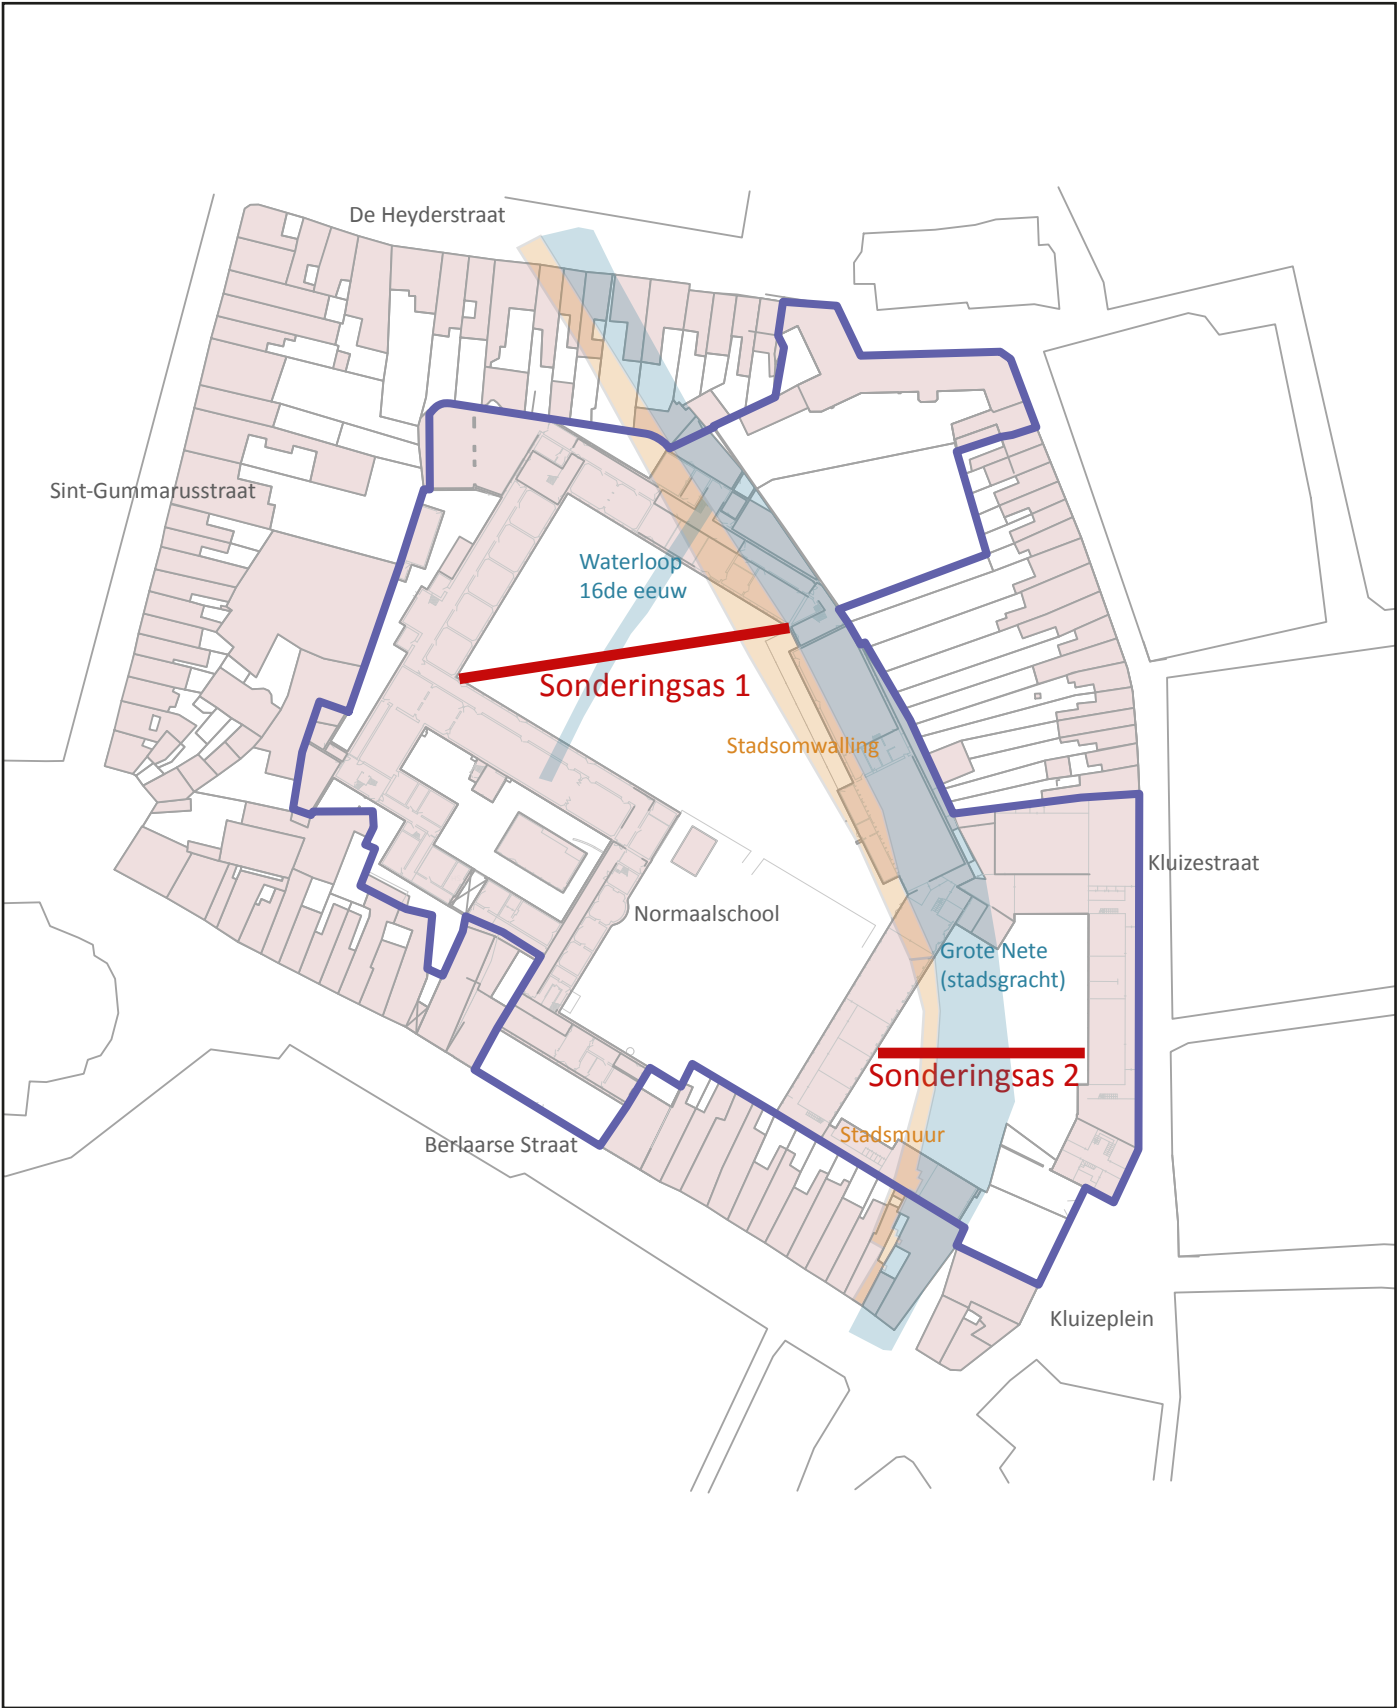 De Heyderstraat
Sint-Gummarusstraat
Waterloop
16de eeuw
Sonderingsas 1
Stadsomwalling
Kluizestraat
Normaalschool
Grote Nete
(stadsgracht)
Sonderingsas 2
Stadsmuur
Berlaarse Straat
Kluizeplein